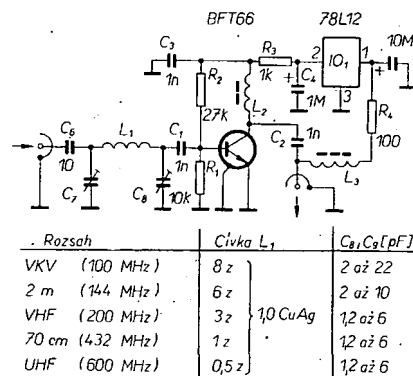 BFT66 78L12
C3
1n
R2
27k
R3
1k
+
C4
1M
L2
2 IO1 1
3
10M
+
R4
100
C2
1n
L3
C6
10
L1
C1
1n
C7
C8
10k
R1
Rozsah Cívka L1 C8, C9 [pF]
VKV (100 MHz) 8 z 2 až 22
2 m (144 MHz) 6 z 2 až 10
VHF (200 MHz) 3 z 1,0 CuAg 1,2 až 6
70 cm (432 MHz) 1 z 1,2 až 6
UHF (600 MHz) 0,5 z 1,2 až 6